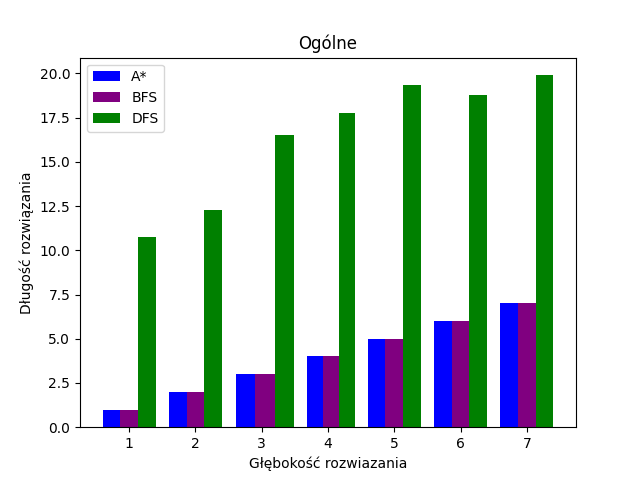 Ogólne
A*
BFS
DFS
Długość rozwiązania
20.0
17.5
15.0
12.5
10.0
7.5
5.0
2.5
0.0
1 2 3 4 5 6 7
Głębokość rozwiazania